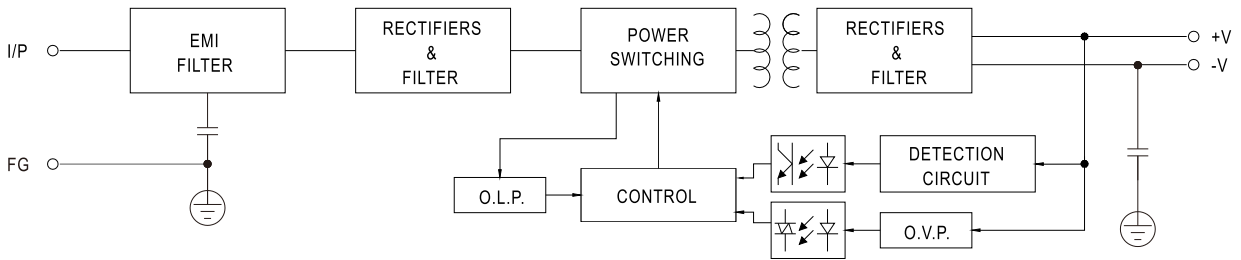 I/P
EMI
FILTER
RECTIFIERS
&
FILTER
POWER
SWITCHING
RECTIFIERS
&
FILTER
+V
-V
FG
O.L.P.
CONTROL
DETECTION
CIRCUIT
O.V.P.